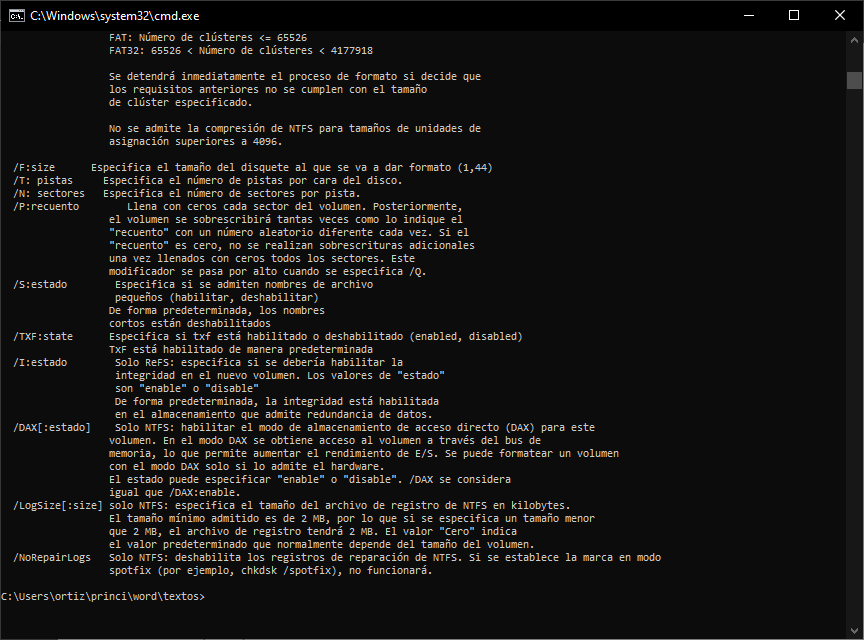 C:\Windows\system32\cmd.exe
FAT: Número de clústeres <= 65526
FAT32: 65526 < Número de clústeres < 4177918
Se detendrá inmediatamente el proceso de formato si decide que
los requisitos anteriores no se cumplen con el tamaño
de clúster especificado.
No se admite la compresión de NTFS para tamaños de unidades de
asignación superiores a 4096.
/F:size Especifica el tamaño del disquete al que se va a dar formato (1,44)
/T: pistas Especifica el número de pistas por cara del disco.
/N: sectores Especifica el número de sectores por pista.
/P:recuento Llena con ceros cada sector del volumen. Posteriormente,
el volumen se sobrescribirá tantas veces como lo indique el
"recuento" con un número aleatorio diferente cada vez. Si el
"recuento" es cero, no se realizan sobrescrituras adicionales
una vez llenados con ceros todos los sectores. Este
modificador se pasa por alto cuando se especifica /Q.
/S:estado Especifica si se admiten nombres de archivo
pequeños (habilitar, deshabilitar)
De forma predeterminada, los nombres
cortos están deshabilitados
/TXF:state Especifica si txf está habilitado o deshabilitado (enabled, disabled)
TxF está habilitado de manera predeterminada
/I:estado Solo ReFS: especifica si se debería habilitar la
integridad en el nuevo volumen. Los valores de "estado"
son "enable" o "disable"
De forma predeterminada, la integridad está habilitada
en el almacenamiento que admite redundancia de datos.
/DAX[:estado] Solo NTFS: habilitar el modo de almacenamiento de acceso directo (DAX) para este
volumen. En el modo DAX se obtiene acceso al volumen a través del bus de
memoria, lo que permite aumentar el rendimiento de E/S. Se puede formatear un volumen
con el modo DAX solo si lo admite el hardware.
El estado puede especificar "enable" o "disable". /DAX se considera
igual que /DAX:enable.
/LogSize[:size] solo NTFS: especifica el tamaño del archivo de registro de NTFS en kilobytes.
El tamaño mínimo admitido es de 2 MB, por lo que si se especifica un tamaño menor
que 2 MB, el archivo de registro tendrá 2 MB. El valor "Cero" indica
el valor predeterminado que normalmente depende del tamaño del volumen.
/NoRepairLogs Solo NTFS: deshabilita los registros de reparación de NTFS. Si se establece la marca en modo
spotfix (por ejemplo, chkdsk /spotfix), no funcionará.
C:\Users\ortiz\princi\word\textos>